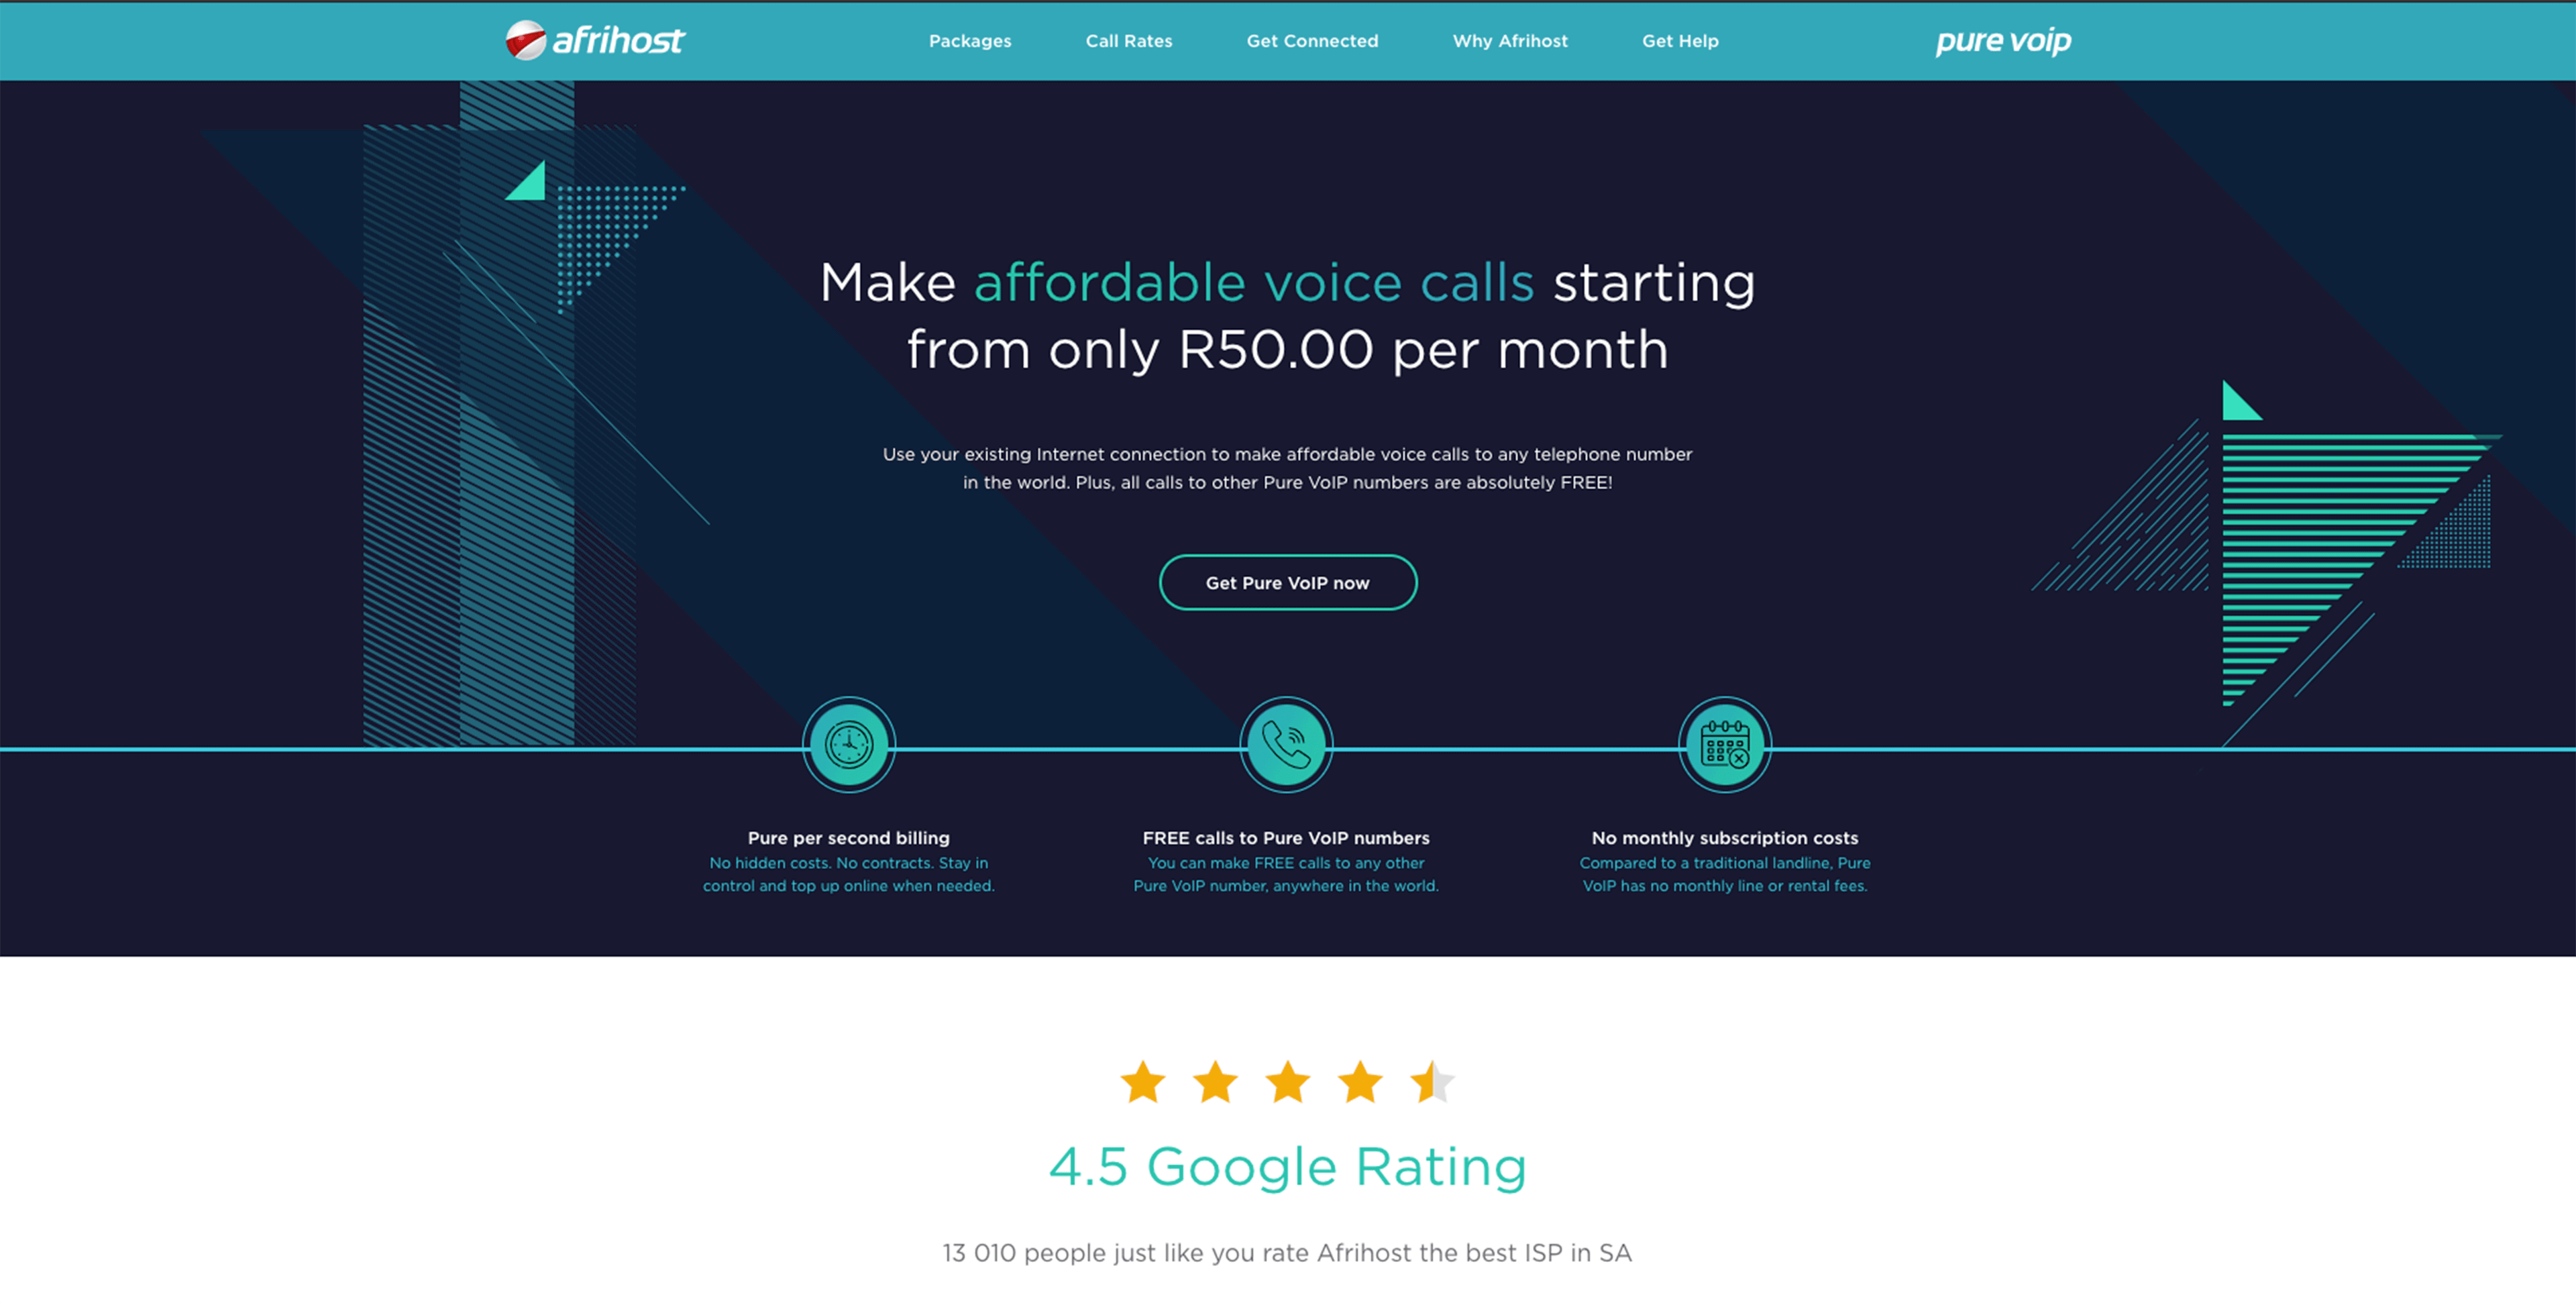 afrihost
Packages
Call Rates
Get Connected
Why Afrihost
Get Help
pure voip
Make affordable voice calls starting
from only R50.00 per month
Use your existing Internet connection to make affordable voice calls to any telephone number
in the world. Plus, all calls to other Pure VoIP numbers are absolutely FREE!
Get Pure VoIP now
Pure per second billing
No hidden costs. No contracts. Stay in
control and top up online when needed.
FREE calls to Pure VoIP numbers
You can make FREE calls to any other
Pure VoIP number, anywhere in the world.
No monthly subscription costs
Compared to a traditional landline, Pure
VoIP has no monthly line or rental fees.
4.5 Google Rating
13 010 people just like you rate Afrihost the best ISP in SA